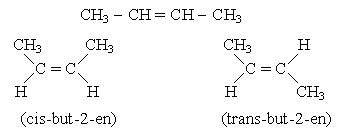 CH₃ – CH = CH – CH₃
CH₃ CH₃ CH₃ H
C = C C = C
H H H CH₃
(cis-but-2-en) (trans-but-2-en)